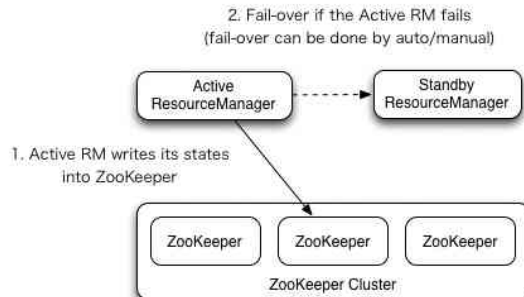 2. Fail-over if the Active RM fails
(fail-over can be done by auto/manual)
Active
ResourceManager
Standby
ResourceManager
1. Active RM writes its states
into ZooKeeper
ZooKeeper
ZooKeeper
ZooKeeper
ZooKeeper Cluster